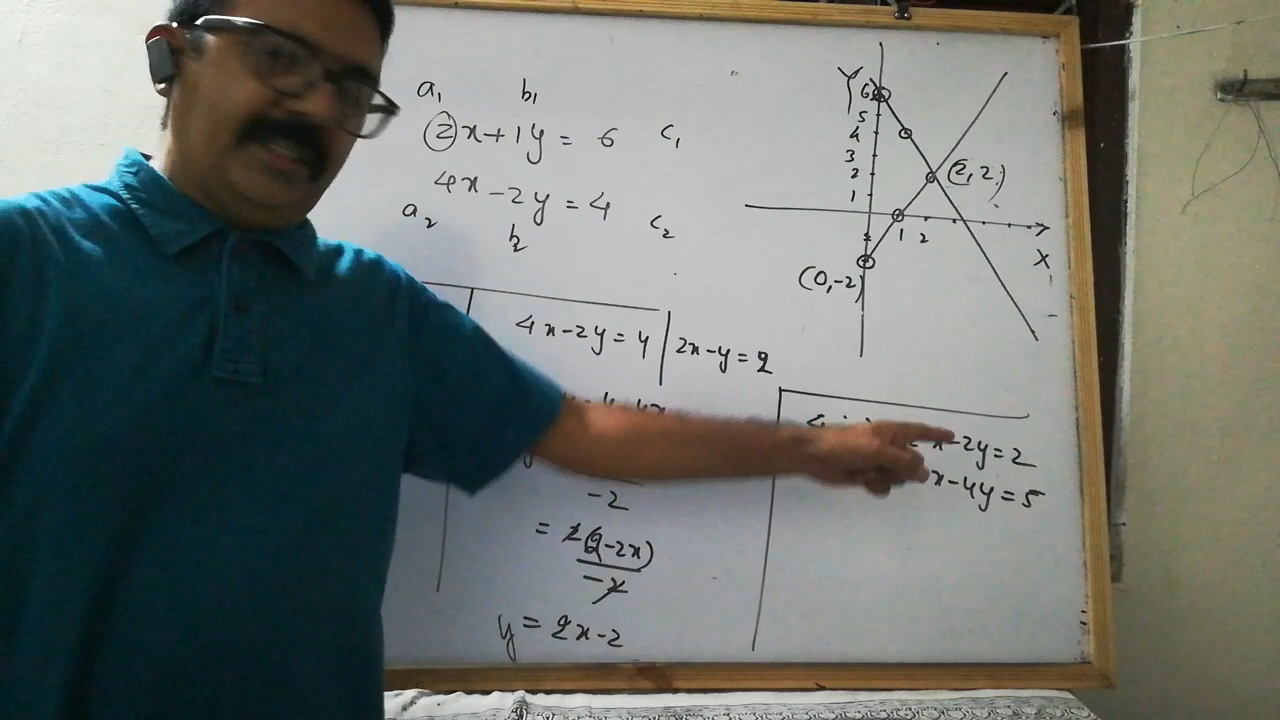 a₁ b₁
2x + 1y = 6 c₁
4x - 2y = 4
a₂ b₂ c₂
4x - 2y = 4 | 2x - y = 2
-2
= 2(2-2x)
-2
y = 2x - 2
Y
6
5
4
3
2
1
(2, 2)
1 2
X
(0, -2)
x - 2y = 2
x - 4y = 5